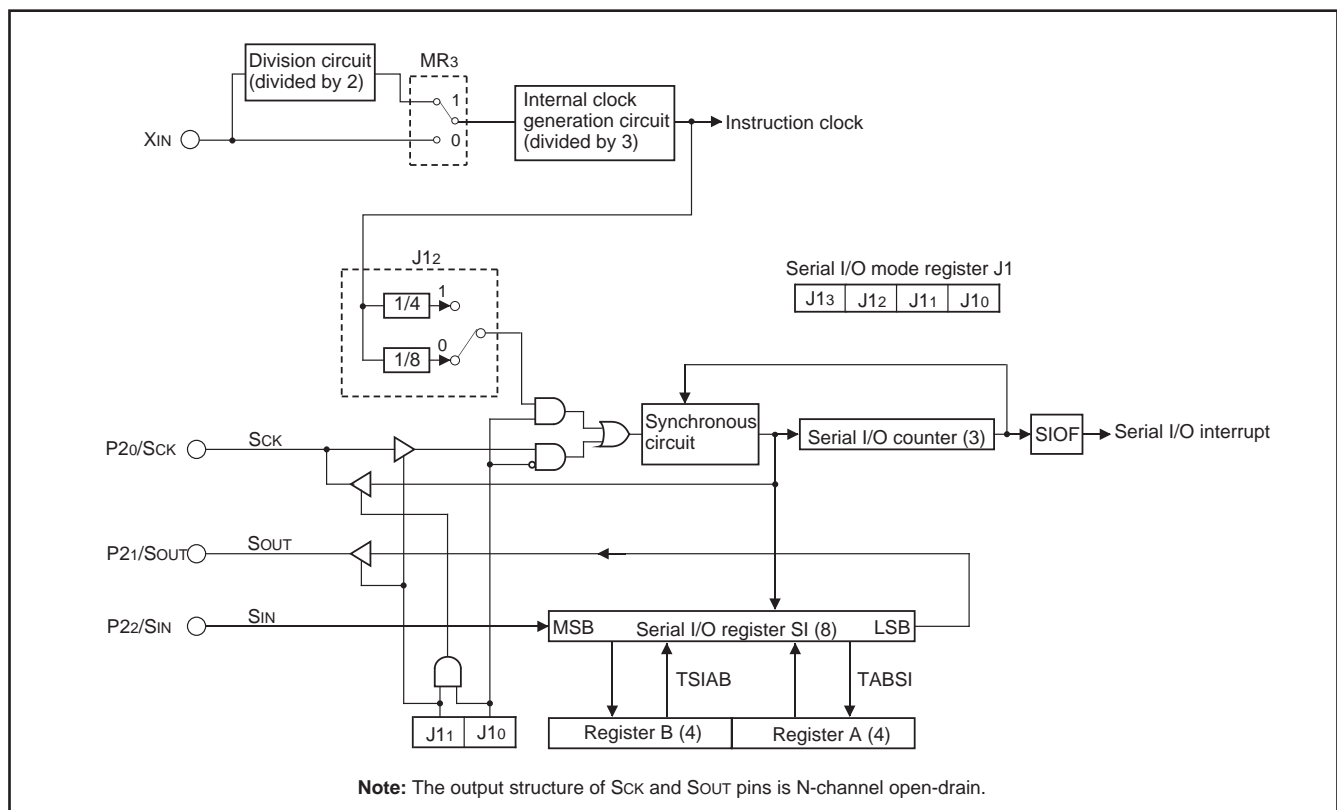 Division circuit
(divided by 2)
MR3
1
0
XIN
Internal clock
generation circuit
(divided by 3)
Instruction clock
J12
1/4
1
1/8
0
Serial I/O mode register J1
J13 J12 J11 J10
P20/SCK
SCK
Synchronous
circuit
Serial I/O counter (3)
SIOF
Serial I/O interrupt
P21/SOUT
SOUT
P22/SIN
SIN
MSB Serial I/O register SI (8) LSB
TSIAB
TABSI
J11 J10
Register B (4)
Register A (4)
Note: The output structure of SCK and SOUT pins is N-channel open-drain.